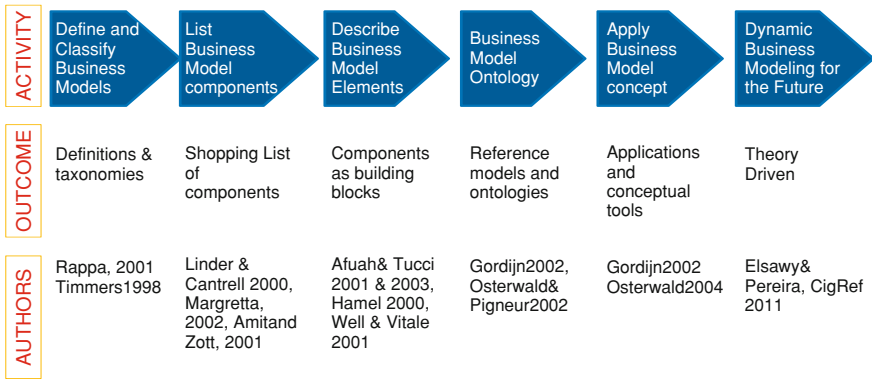 ACTIVITY
Define and
Classify
Business
Models
List
Business
Model
components
Describe
Business
Model
Elements
Business
Model
Ontology
Apply
Business
Model
concept
Dynamic
Business
Modeling for
the Future
OUTCOME
Definitions &
taxonomies
Shopping List
of
components
Components
as building
blocks
Reference
models and
ontologies
Applications
and
conceptual
tools
Theory
Driven
AUTHORS
Rappa, 2001
Timmers1998
Linder &
Cantrell 2000,
Margretta,
2002, Amitand
Zott, 2001
Afuah& Tucci
2001 & 2003,
Hamel 2000,
Well & Vitale
2001
Gordijn2002,
Osterwald&
Pigneur2002
Gordijn2002
Osterwald2004
Elsawy&
Pereira, CigRef
2011